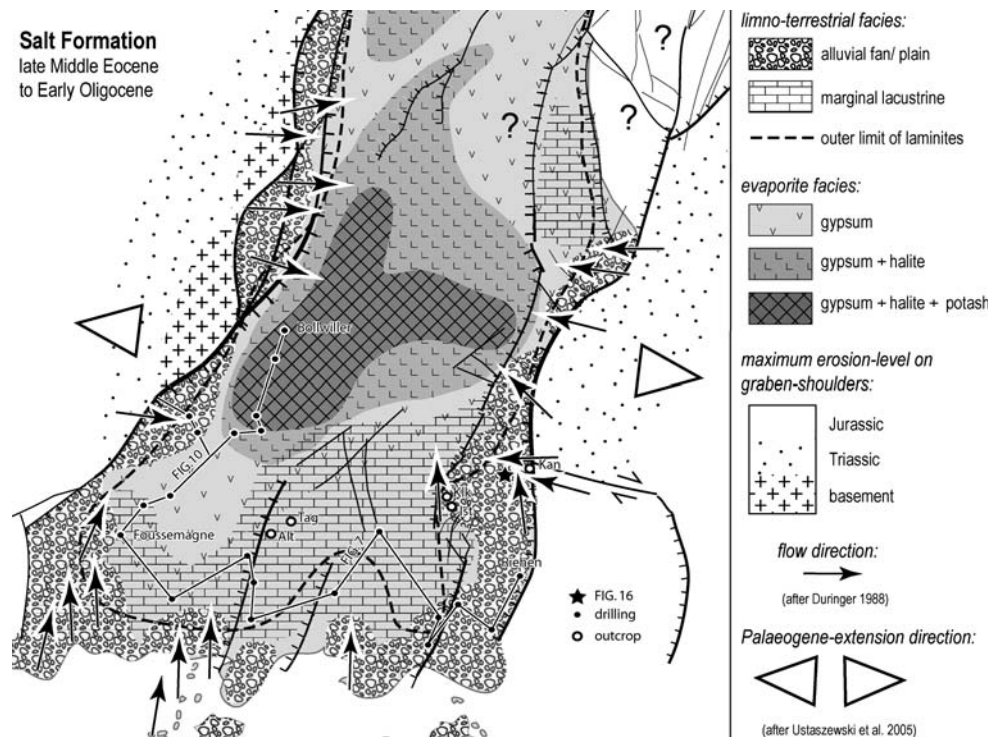 Salt Formation
late Middle Eocene
to Early Oligocene
?
?
?
Bollwiller
FIG.10
Foussemagne
Tag
Alt
FIG.7
Kan
Riehen
FIG. 16
drilling
outcrop
limno-terrestrial facies:
alluvial fan/ plain
marginal lacustrine
outer limit of laminites
evaporite facies:
gypsum
gypsum + halite
gypsum + halite + potash
maximum erosion-level on
graben-shoulders:
Jurassic
Triassic
basement
flow direction:
(after Duringer 1988)
Palaeogene-extension direction:
(after Ustaszewski et al. 2005)